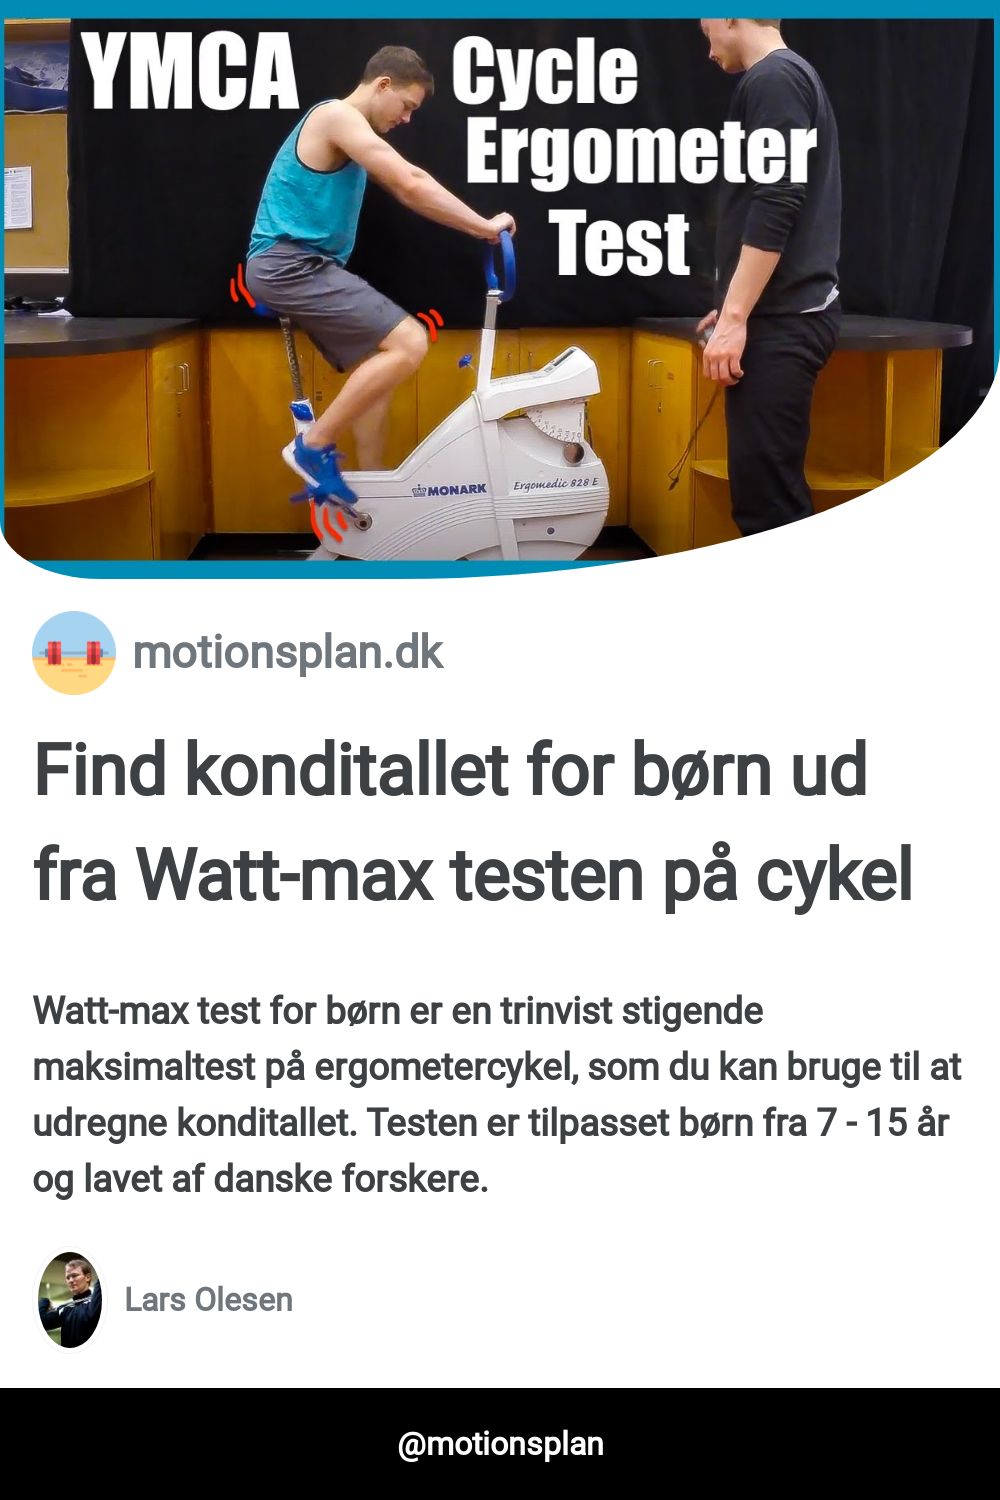 YMCA
Cycle
Ergometer
Test
MONARK
Ergomedic 828 E
motionsplan.dk
Find konditallet for børn ud
fra Watt-max testen på cykel
Watt-max test for børn er en trinvist stigende
maksimaltest på ergometercykel, som du kan bruge til at
udregne konditallet. Testen er tilpasset børn fra 7 - 15 år
og lavet af danske forskere.
Lars Olesen
@motionsplan